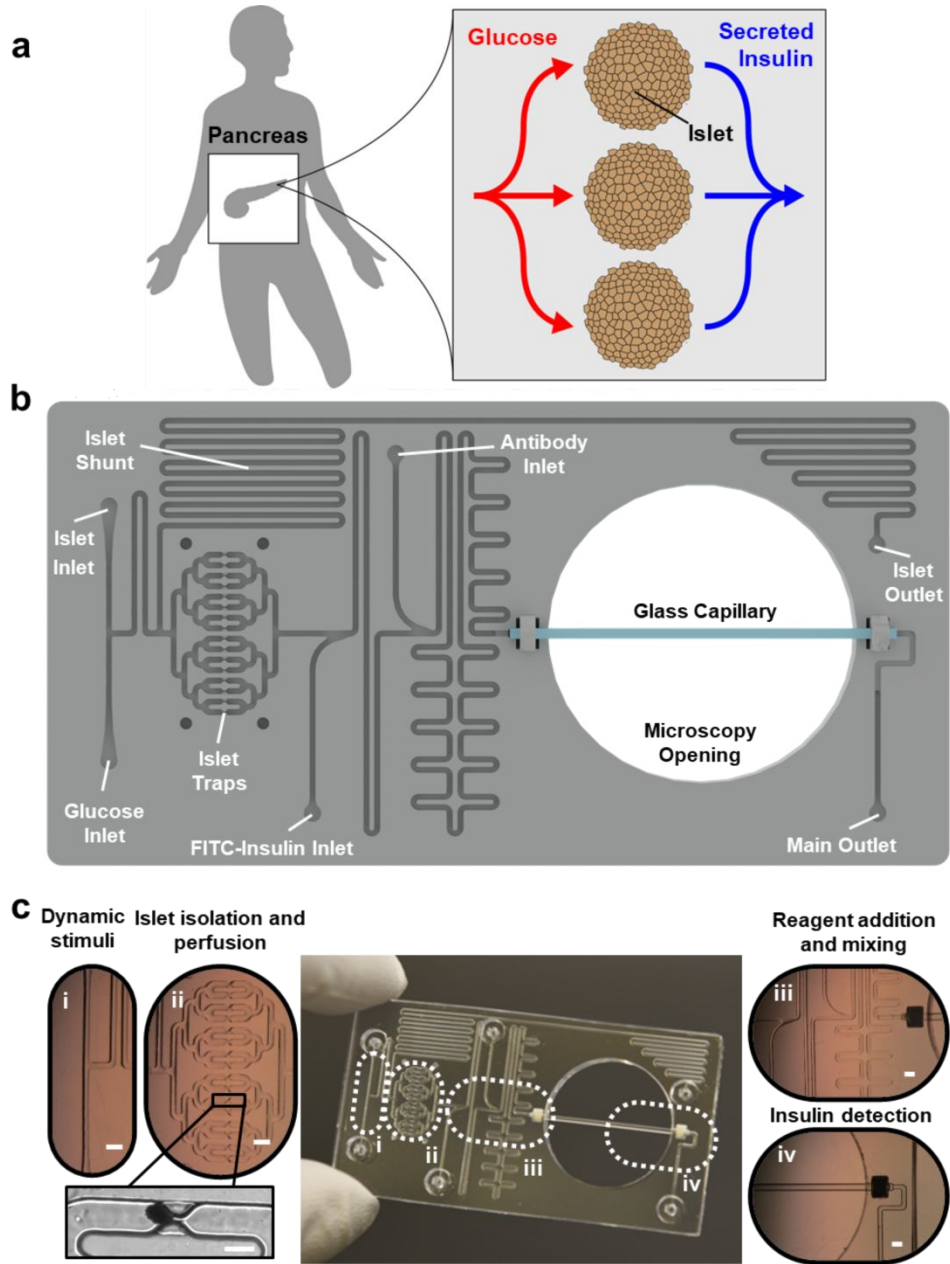 a
Pancreas
Glucose
Secreted
Insulin
Islet
b
Islet
Shunt
Antibody
Inlet
Islet
Inlet
Islet
Outlet
Glass Capillary
Microscopy
Opening
Islet
Traps
Glucose
Inlet
FITC-Insulin Inlet
Main Outlet
c
Dynamic
stimuli
Islet isolation and
perfusion
Reagent addition
and mixing
i
ii
iii
i
ii
iii
iv
Insulin detection
iv